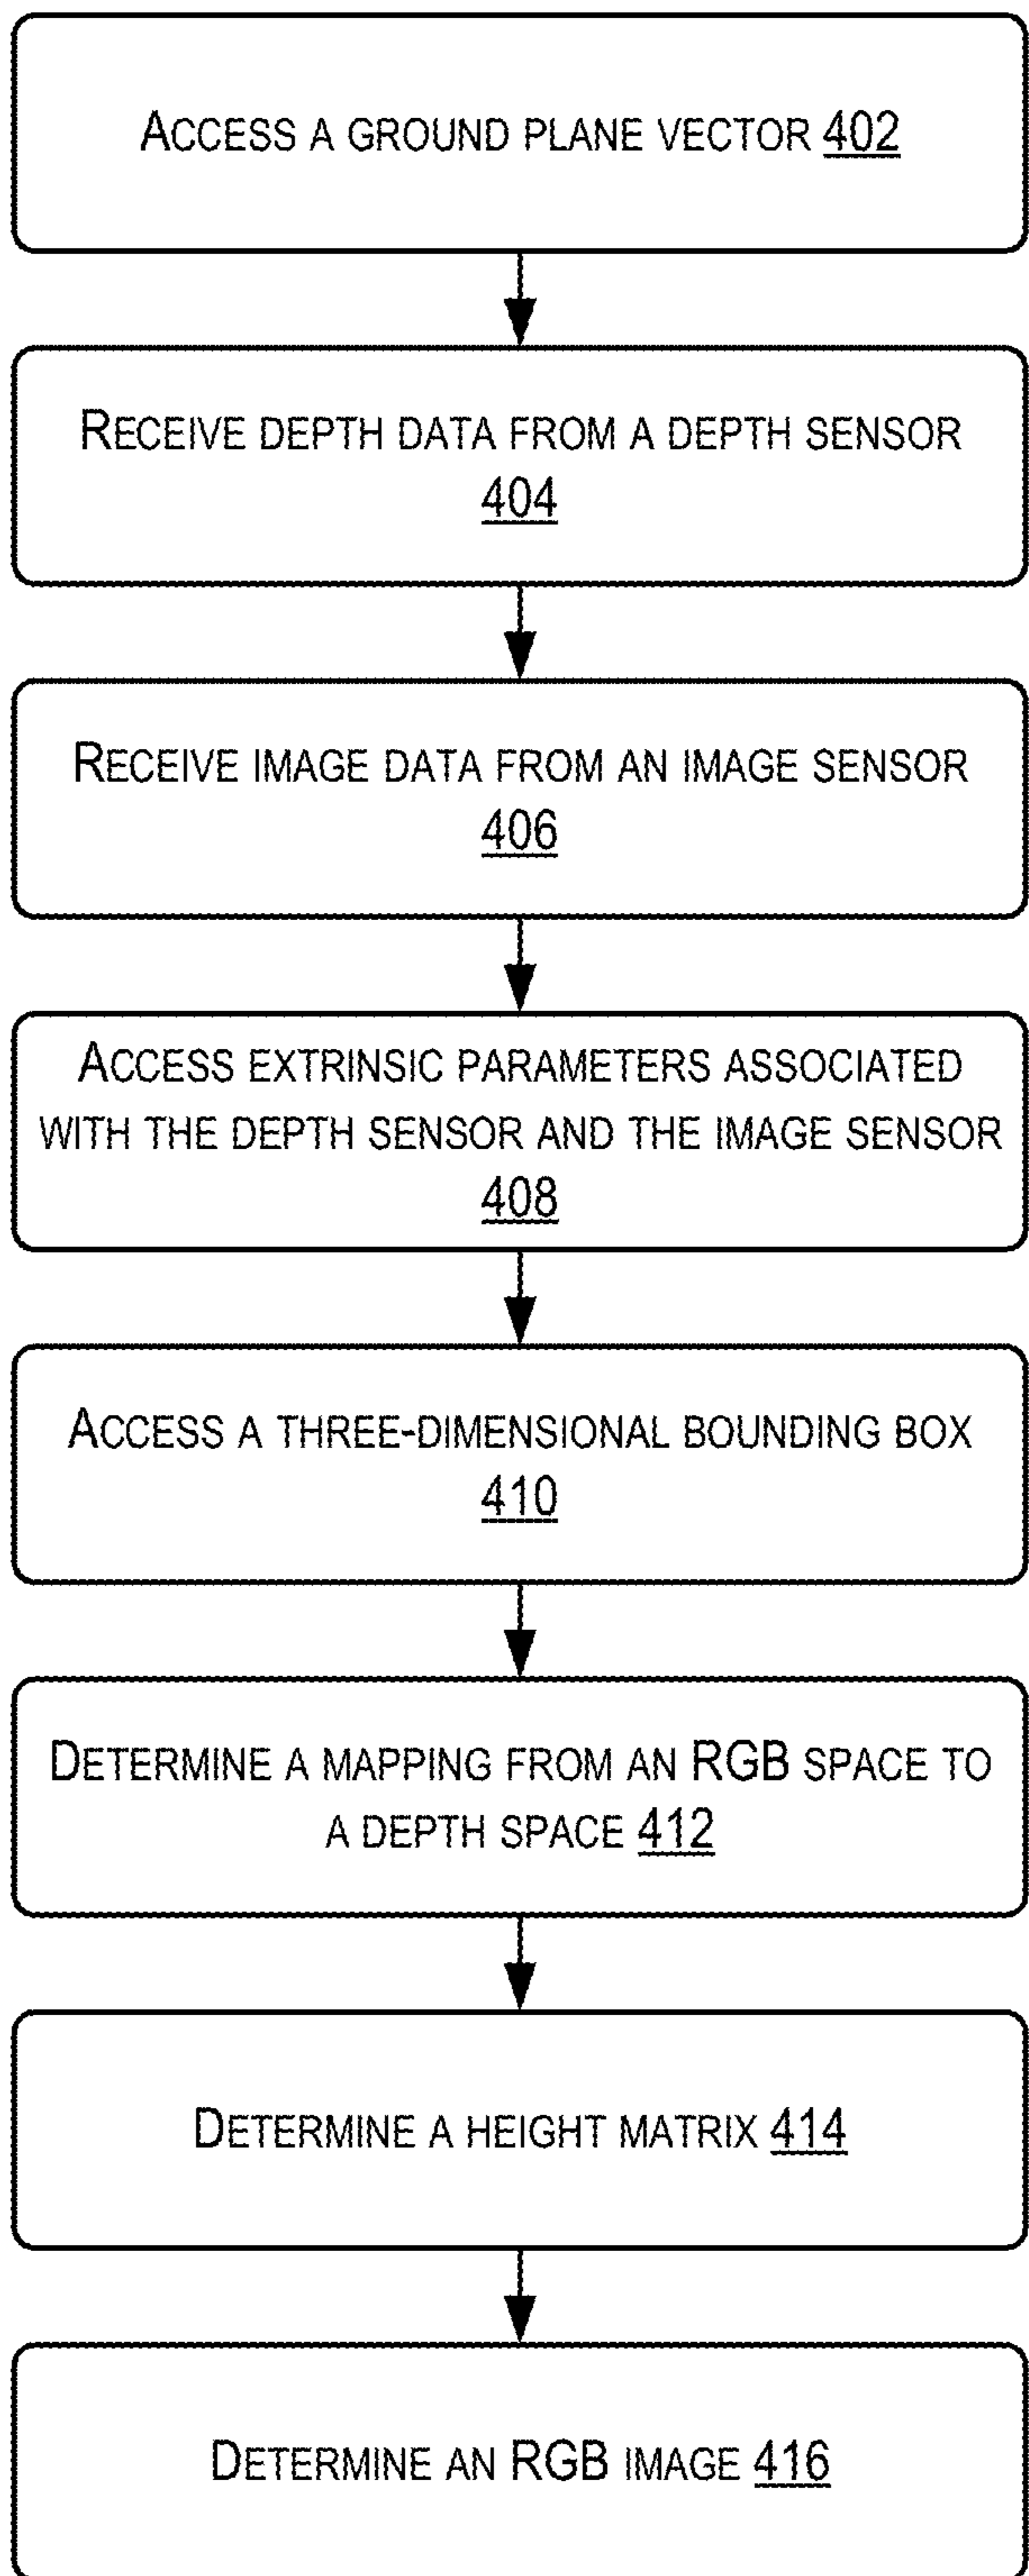 ACCESS A GROUND PLANE VECTOR 402
RECEIVE DEPTH DATA FROM A DEPTH SENSOR
404
RECEIVE IMAGE DATA FROM AN IMAGE SENSOR
406
ACCESS EXTRINSIC PARAMETERS ASSOCIATED
WITH THE DEPTH SENSOR AND THE IMAGE SENSOR
408
ACCESS A THREE-DIMENSIONAL BOUNDING BOX
410
DETERMINE A MAPPING FROM AN RGB SPACE TO
A DEPTH SPACE 412
DETERMINE A HEIGHT MATRIX 414
DETERMINE AN RGB IMAGE 416